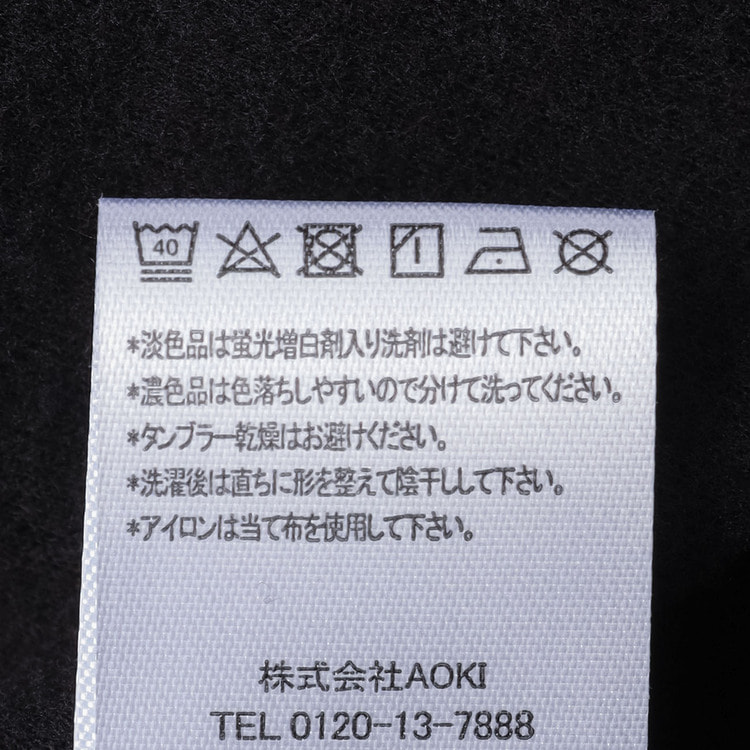 40
*淡色品は蛍光増白剤入り洗剤は避けて下さい。
*濃色品は色落ちしやすいので分けて洗ってください。
*タンブラー乾燥はお避けください。
*洗濯後は直ちに形を整えて陰干しして下さい。
*アイロンは当て布を使用して下さい。
株式会社AOKI
TEL 0120-13-7888